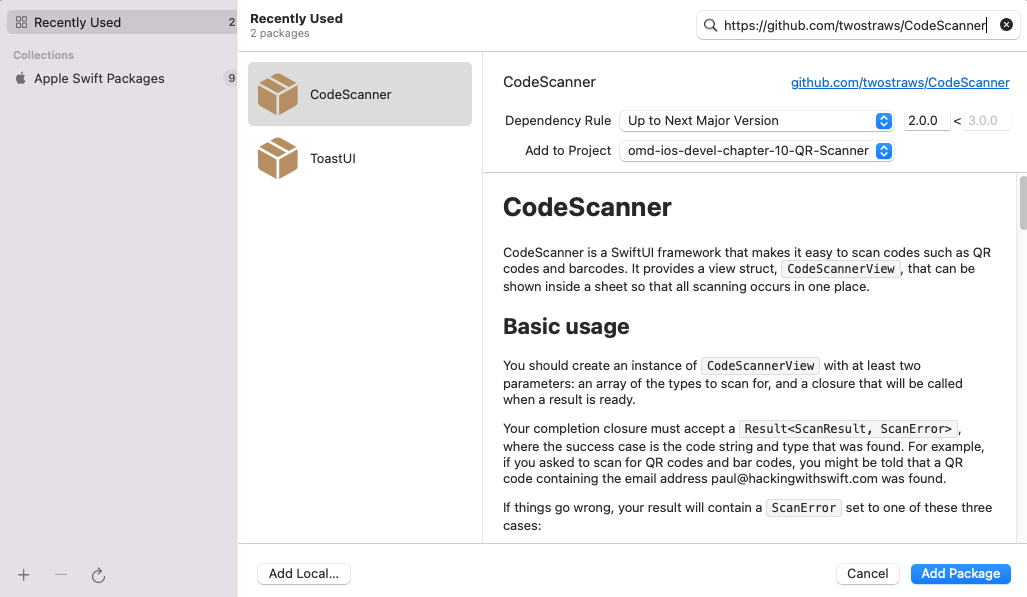 Recently Used 2
Collections
Apple Swift Packages 9
Recently Used
2 packages
https://github.com/twostraws/CodeScanner
CodeScanner
ToastUI
CodeScanner github.com/twostraws/CodeScanner
Dependency Rule Up to Next Major Version 2.0.0 < 3.0.0
Add to Project omd-ios-devel-chapter-10-QR-Scanner
CodeScanner
CodeScanner is a SwiftUI framework that makes it easy to scan codes such as QR
codes and barcodes. It provides a view struct, CodeScannerView, that can be
shown inside a sheet so that all scanning occurs in one place.
Basic usage
You should create an instance of CodeScannerView with at least two
parameters: an array of the types to scan for, and a closure that will be called
when a result is ready.
Your completion closure must accept a Result<ScanResult, ScanError>,
where the success case is the code string and type that was found. For example,
if you asked to scan for QR codes and bar codes, you might be told that a QR
code containing the email address paul@hackingwithswift.com was found.
If things go wrong, your result will contain a ScanError set to one of these three
cases:
Add Local... Cancel Add Package